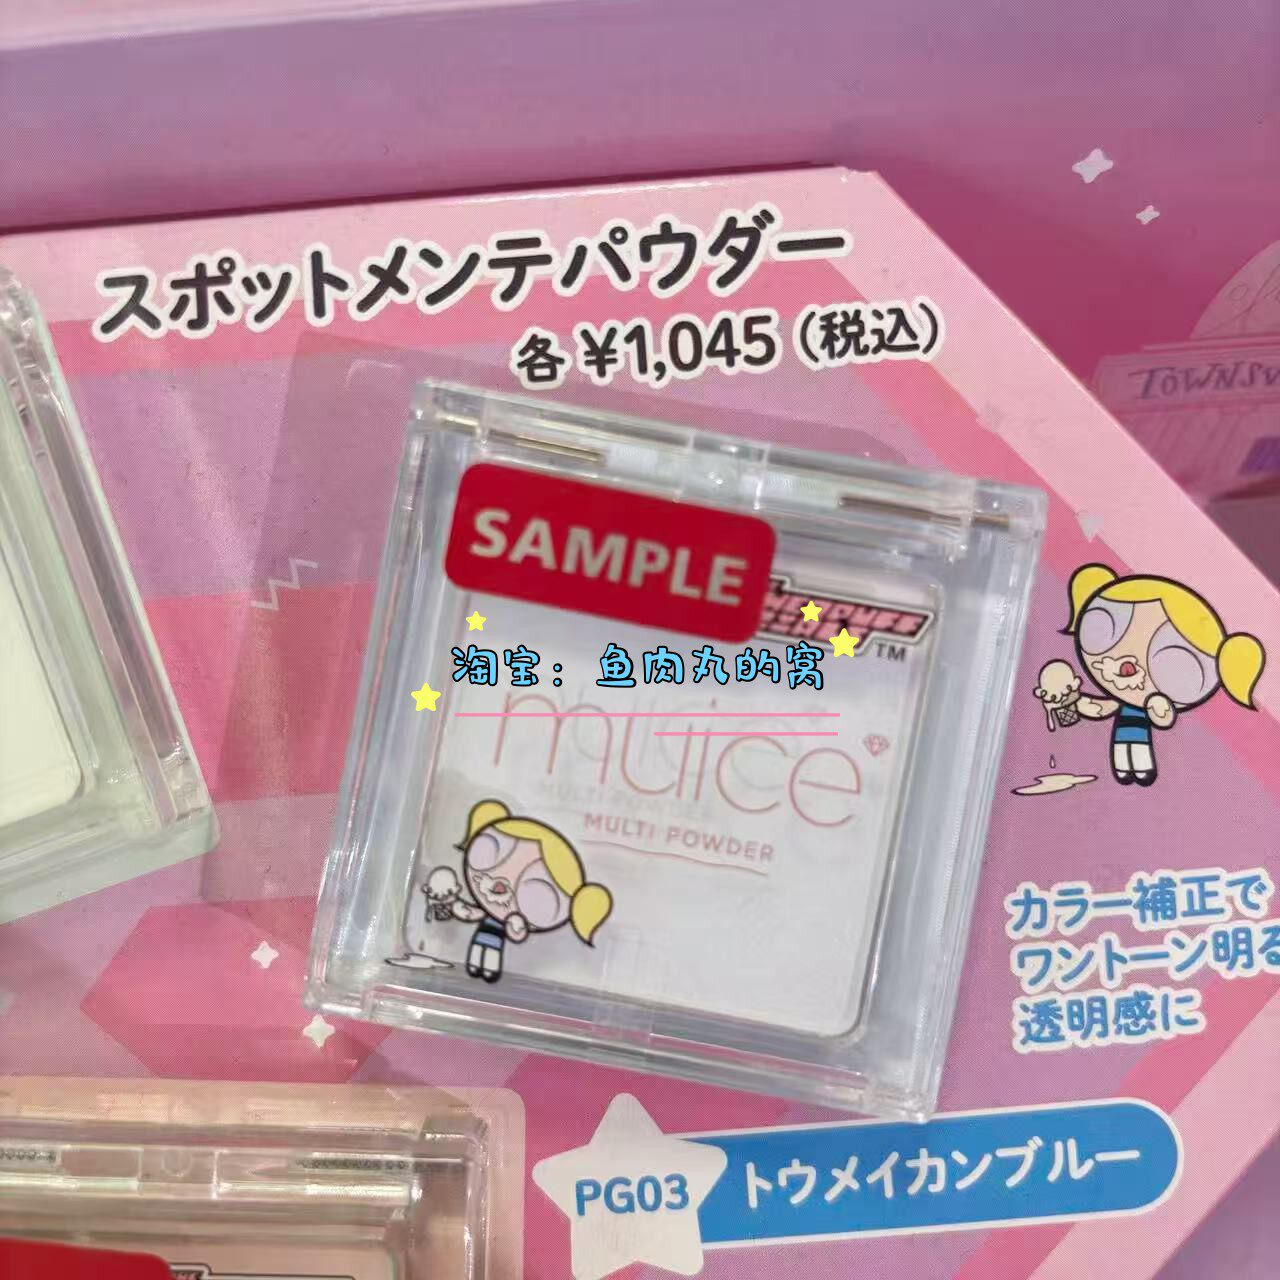 スポットメンテパウダー
各 ¥1,045 (税込)
TOWNSV
SAMPLE
TM
淘宝：鱼肉丸的窝
muice
MULTI POWDER
カラー補正で
ワントーン明る
透明感に
PG03 トウメイカンブルー